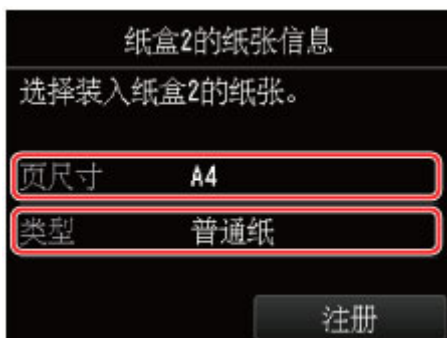 纸盒2的纸张信息
选择装入纸盒2的纸张。
页尺寸 A4
类型 普通纸
注册